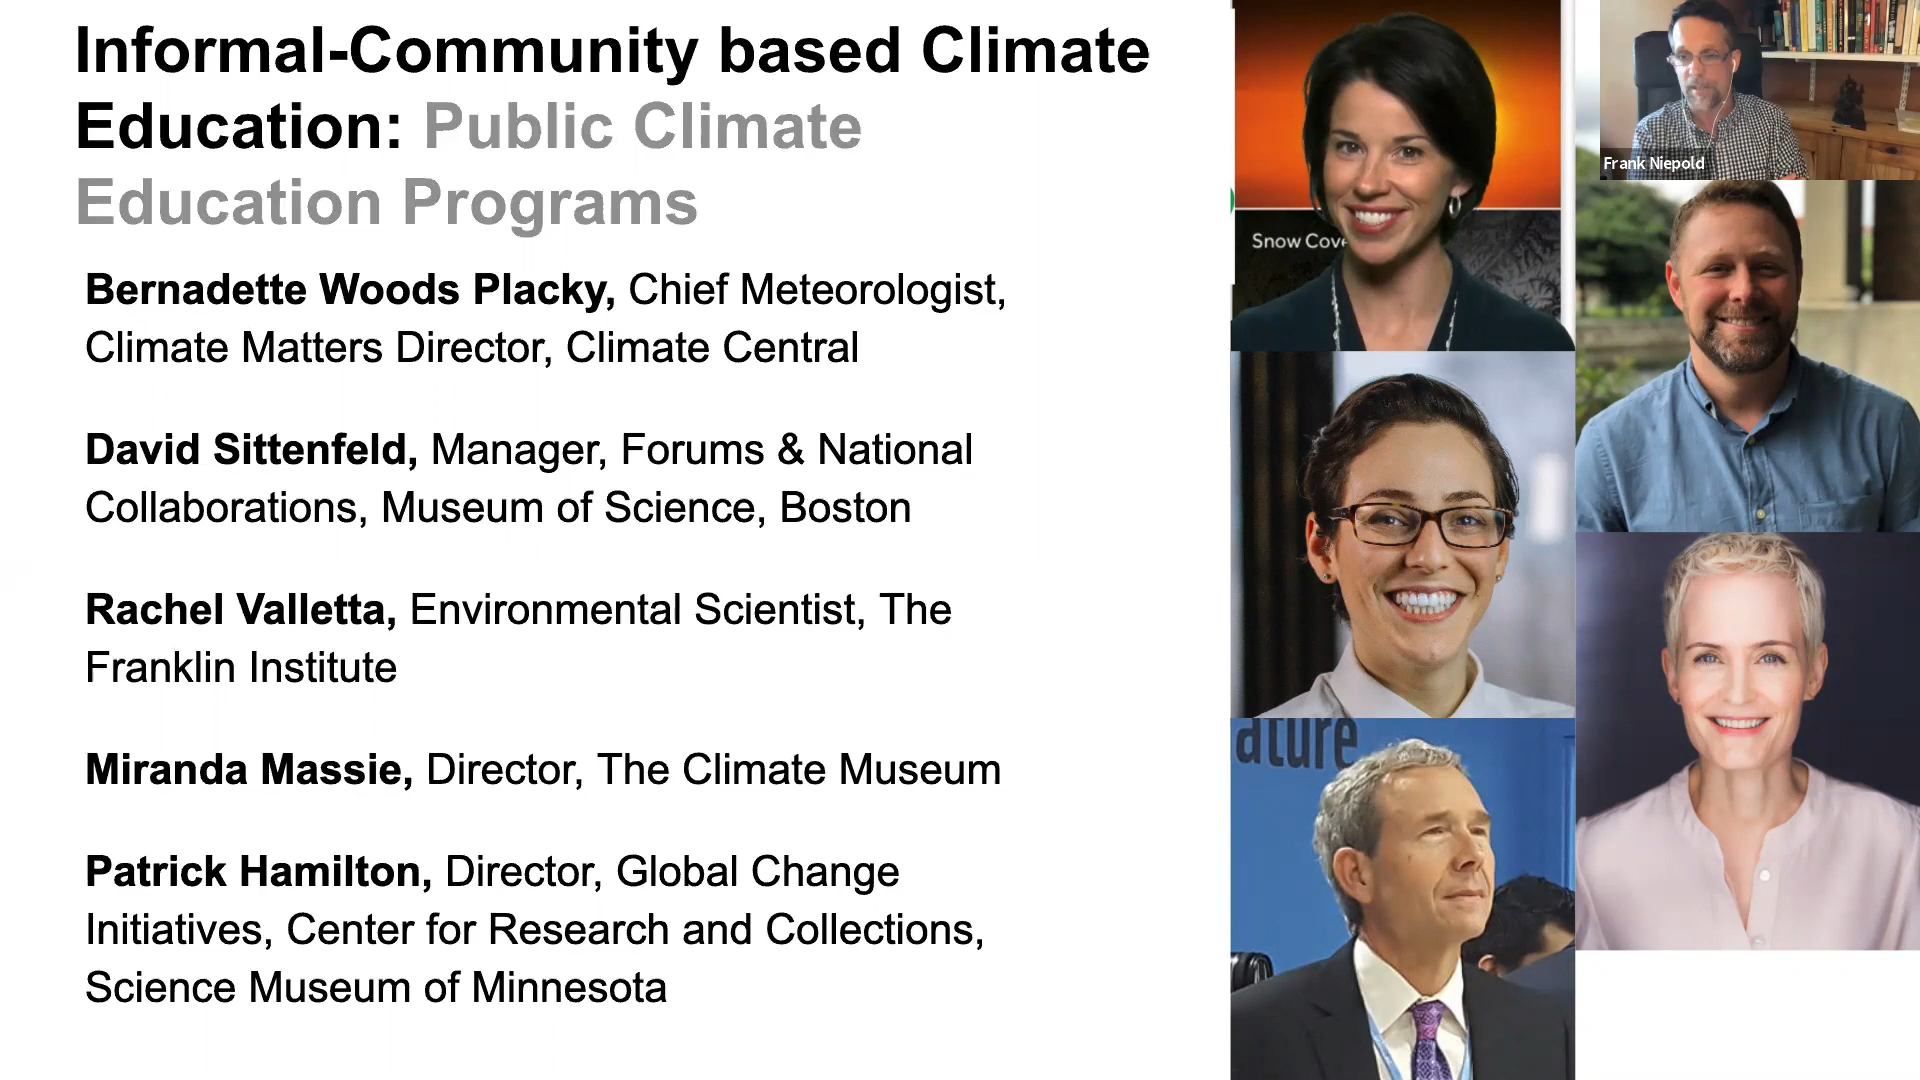 Informal-Community based Climate
Education: Public Climate
Education Programs
Bernadette Woods Placky, Chief Meteorologist,
Climate Matters Director, Climate Central
David Sittenfeld, Manager, Forums & National
Collaborations, Museum of Science, Boston
Rachel Valletta, Environmental Scientist, The
Franklin Institute
Miranda Massie, Director, The Climate Museum
Patrick Hamilton, Director, Global Change
Initiatives, Center for Research and Collections,
Science Museum of Minnesota
Snow Cove
Frank Niepold
ature